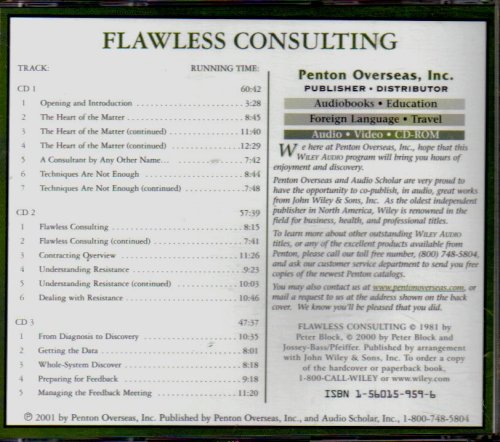 FLAWLESS CONSULTING
TRACK: RUNNING TIME:
CD 1 60:42
1 Opening and Introduction 3:28
2 The Heart of the Matter 8:45
3 The Heart of the Matter (continued) 11:40
4 The Heart of the Matter (continued) 12:29
5 A Consultant by Any Other Name... 7:42
6 Techniques Are Not Enough 8:44
7 Techniques Are Not Enough (continued) 7:48
CD 2 57:39
1 Flawless Consulting 8:15
2 Flawless Consulting (continued) 7:41
3 Contracting Overview 11:26
4 Understanding Resistance 9:23
5 Understanding Resistance (continued) 10:03
6 Dealing with Resistance 10:46
CD 3 47:37
1 From Diagnosis to Discovery 10:35
2 Getting the Data 8:01
3 Whole-System Discover 8:18
4 Preparing for Feedback 9:18
5 Managing the Feedback Meeting 11:20
Penton Overseas, Inc.
PUBLISHER • DISTRIBUTOR
Audiobooks • Education
Foreign Language • Travel
Audio • Video • CD-ROM
We here at Penton Overseas, Inc., hope that this
WILEY AUDIO program will bring you hours of
enjoyment and discovery.
Penton Overseas and Audio Scholar are very proud to
have the opportunity to co-publish, in audio, great works
from John Wiley & Sons, Inc. As the oldest independent
publisher in North America, Wiley is renowned in the
field for business, health, and professional titles.
To learn more about other outstanding WILEY AUDIO
titles, or any of the excellent products available from
Penton, please call our toll free number, (800) 748-5804,
and ask our customer service department to send you free
copies of the newest Penton catalogs.
You may also contact us at www.pentonoverseas.com, or
mail a request to us at the address shown on the back
cover. We know you'll be pleased that you did.
FLAWLESS CONSULTING © 1981 by
Peter Block, © 2000 by Peter Block and
Jossey-Bass/Pfeiffer. Published by arrangement
with John Wiley & Sons, Inc. To order a copy
of the hardcover or paperback book,
1-800-CALL-WILEY or www.wiley.com.
ISBN 1-56015-959-6
℗ 2001 by Penton Overseas, Inc. Published by Penton Overseas, Inc., and Audio Scholar, Inc., 1-800-748-5804